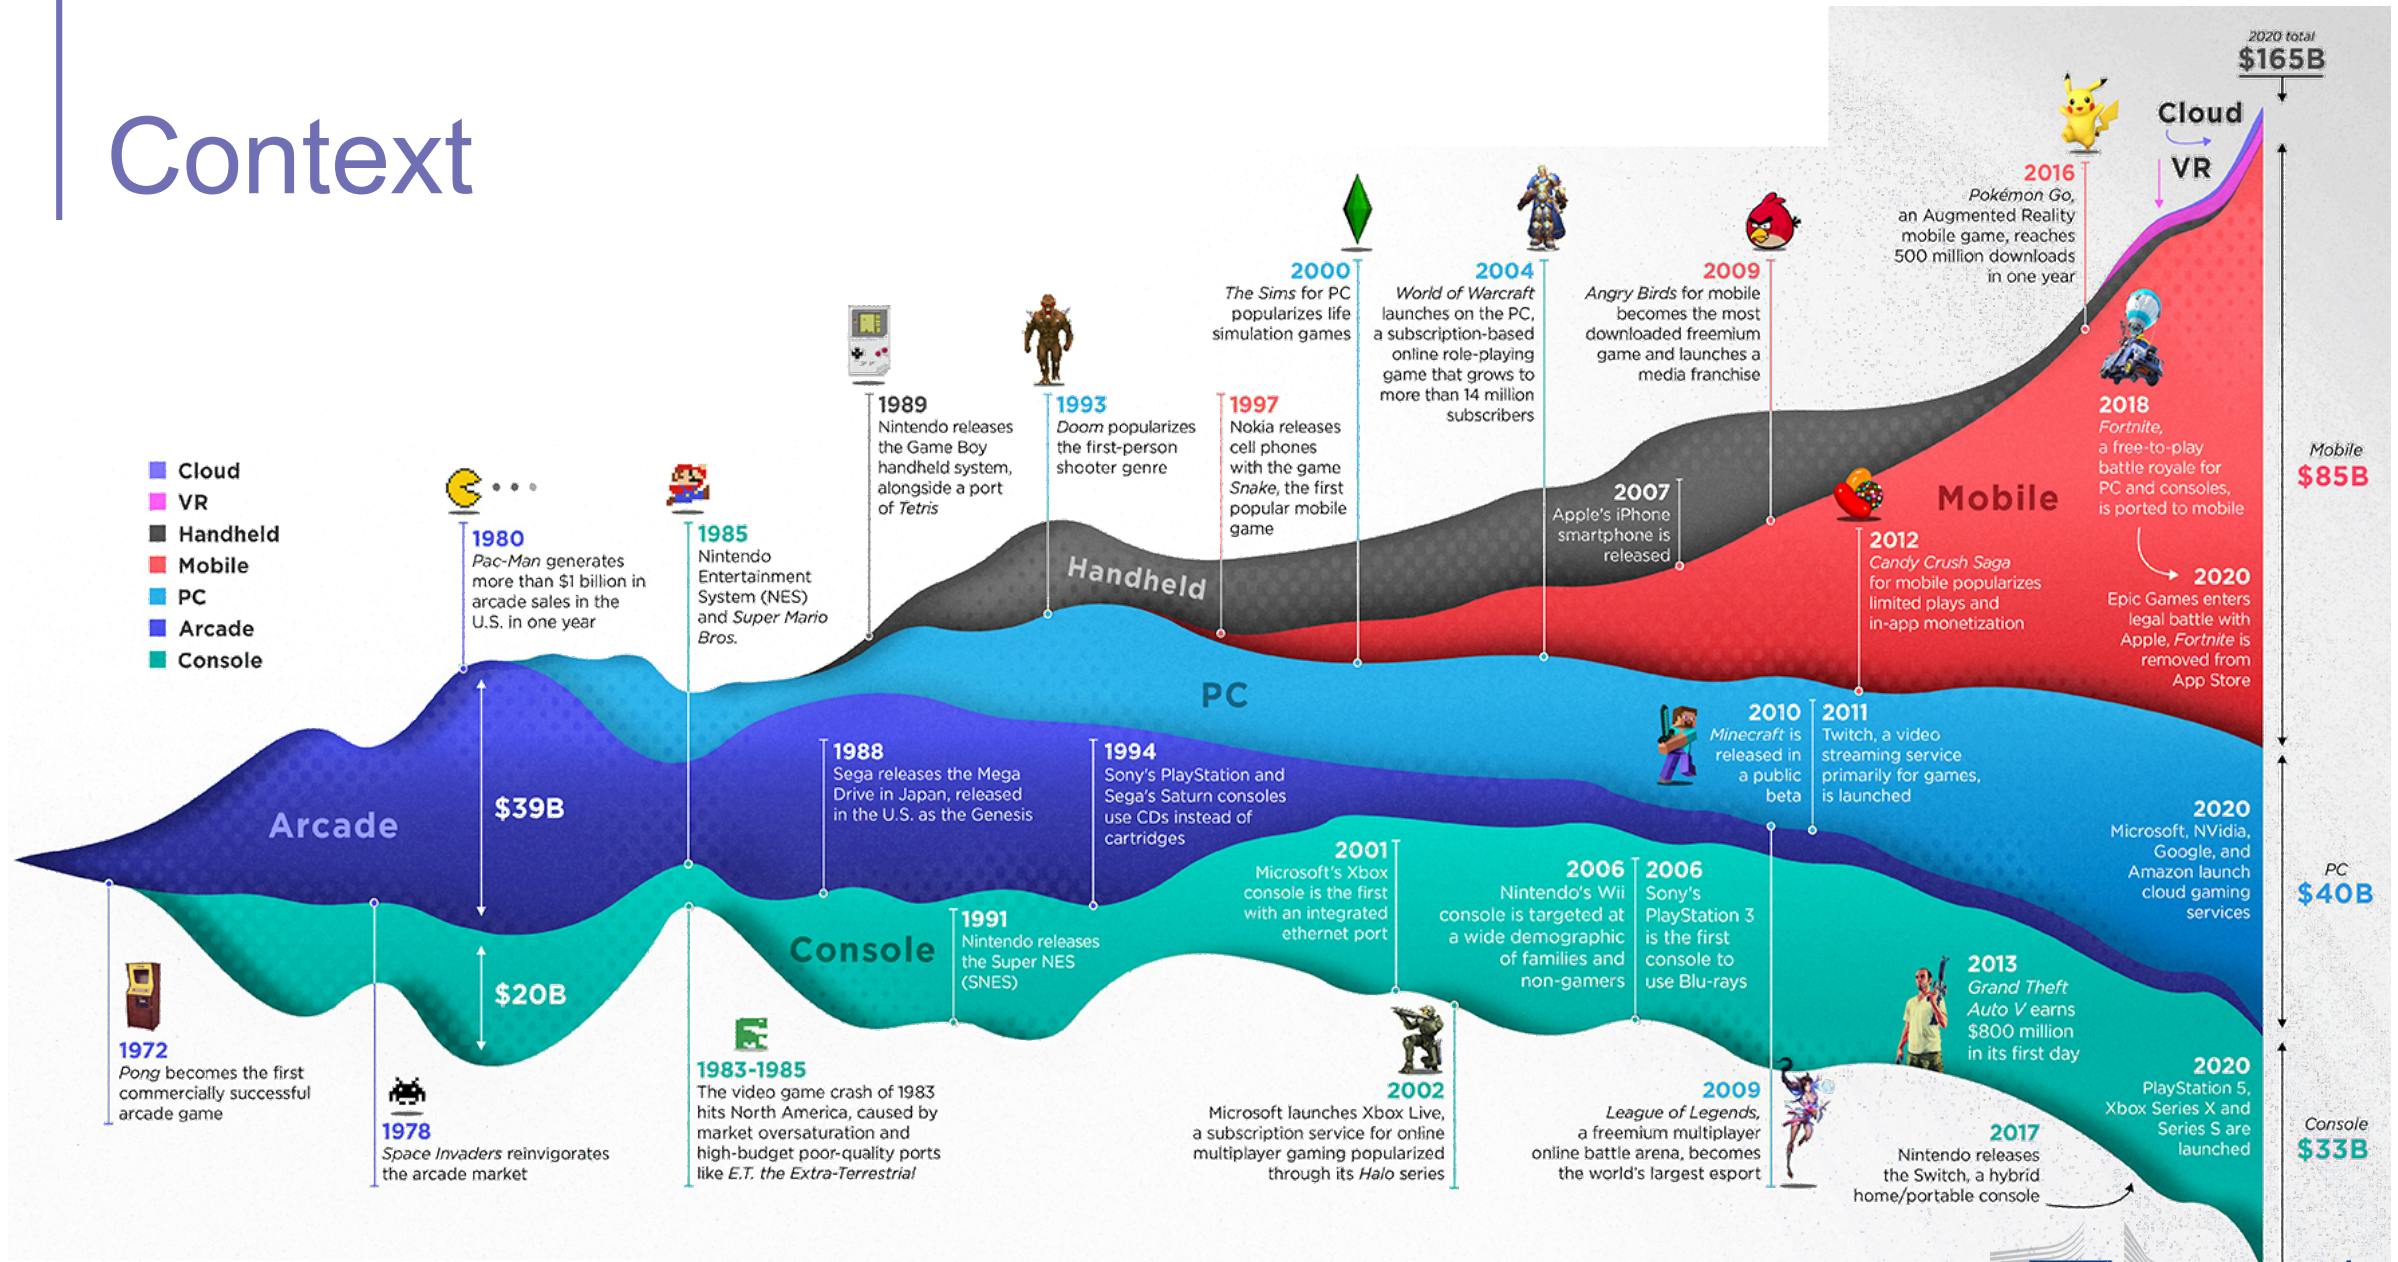 Context
2020 total
$165B
Cloud
VR
2016
Pokémon Go,
an Augmented Reality
mobile game, reaches
500 million downloads
in one year
2000
The Sims for PC
popularizes life
simulation games
2004
World of Warcraft
launches on the PC,
a subscription-based
online role-playing
game that grows to
more than 14 million
subscribers
2009
Angry Birds for mobile
becomes the most
downloaded freemium
game and launches a
media franchise
1989
Nintendo releases
the Game Boy
handheld system,
alongside a port
of Tetris
1993
Doom popularizes
the first-person
shooter genre
1997
Nokia releases
cell phones
with the game
Snake, the first
popular mobile
game
2018
Fortnite,
a free-to-play
battle royale for
PC and consoles,
is ported to mobile
Mobile
$85B
Cloud
VR
Handheld
Mobile
PC
Arcade
Console
1980
Pac-Man generates
more than $1 billion in
arcade sales in the
U.S. in one year
1985
Nintendo
Entertainment
System (NES)
and Super Mario
Bros.
Handheld
2007
Apple's iPhone
smartphone is
released
Mobile
2012
Candy Crush Saga
for mobile popularizes
limited plays and
in-app monetization
2020
Epic Games enters
legal battle with
Apple, Fortnite is
removed from
App Store
PC
2010
Minecraft is
released in
a public
beta
2011
Twitch, a video
streaming service
primarily for games,
is launched
Arcade
$39B
1988
Sega releases the Mega
Drive in Japan, released
in the U.S. as the Genesis
1994
Sony's PlayStation and
Sega's Saturn consoles
use CDs instead of
cartridges
2020
Microsoft, NVidia,
Google, and
Amazon launch
cloud gaming
services
PC
$40B
2001
Microsoft's Xbox
console is the first
with an integrated
ethernet port
2006
Nintendo's Wii
console is targeted at
a wide demographic
of families and
non-gamers
2006
Sony's
PlayStation 3
is the first
console to
use Blu-rays
$20B
Console
1991
Nintendo releases
the Super NES
(SNES)
2013
Grand Theft
Auto V earns
$800 million
in its first day
1972
Pong becomes the first
commercially successful
arcade game
1978
Space Invaders reinvigorates
the arcade market
1983-1985
The video game crash of 1983
hits North America, caused by
market oversaturation and
high-budget poor-quality ports
like E.T. the Extra-Terrestrial
2002
Microsoft launches Xbox Live,
a subscription service for online
multiplayer gaming popularized
through its Halo series
2009
League of Legends,
a freemium multiplayer
online battle arena, becomes
the world's largest esport
2017
Nintendo releases
the Switch, a hybrid
home/portable console
2020
PlayStation 5,
Xbox Series X and
Series S are
launched
Console
$33B